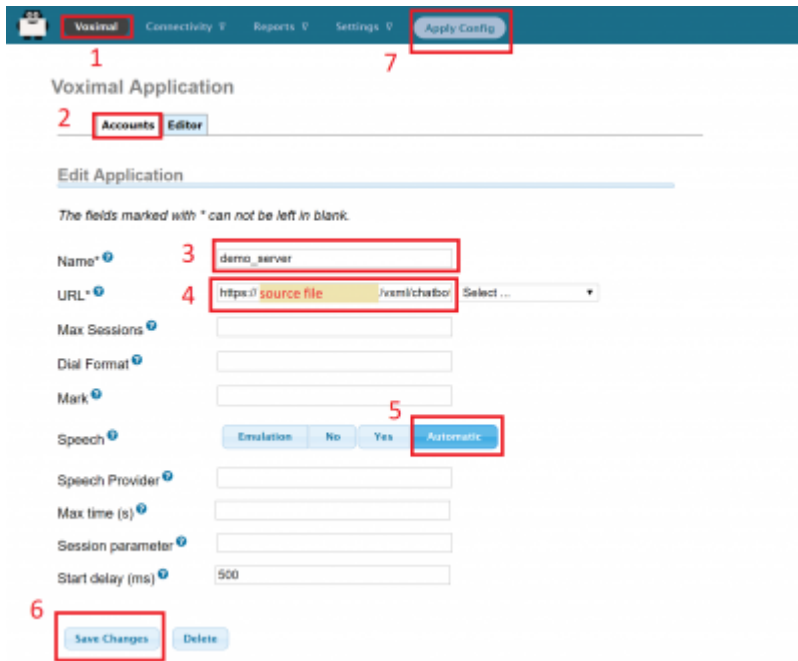 Voximal Connectivity Reports Settings Apply Config
1 7
Voximal Application
2 Accounts Editor
Edit Application
The fields marked with * can not be left in blank.
Name* 3 demo_server
URL* 4 https:// source file /vxml/chatbot Select ...
Max Sessions
Dial Format
Mark
5
Speech Emulation No Yes Automatic
Speech Provider
Max time (s)
Session parameter
Start delay (ms) 500
6
Save Changes Delete